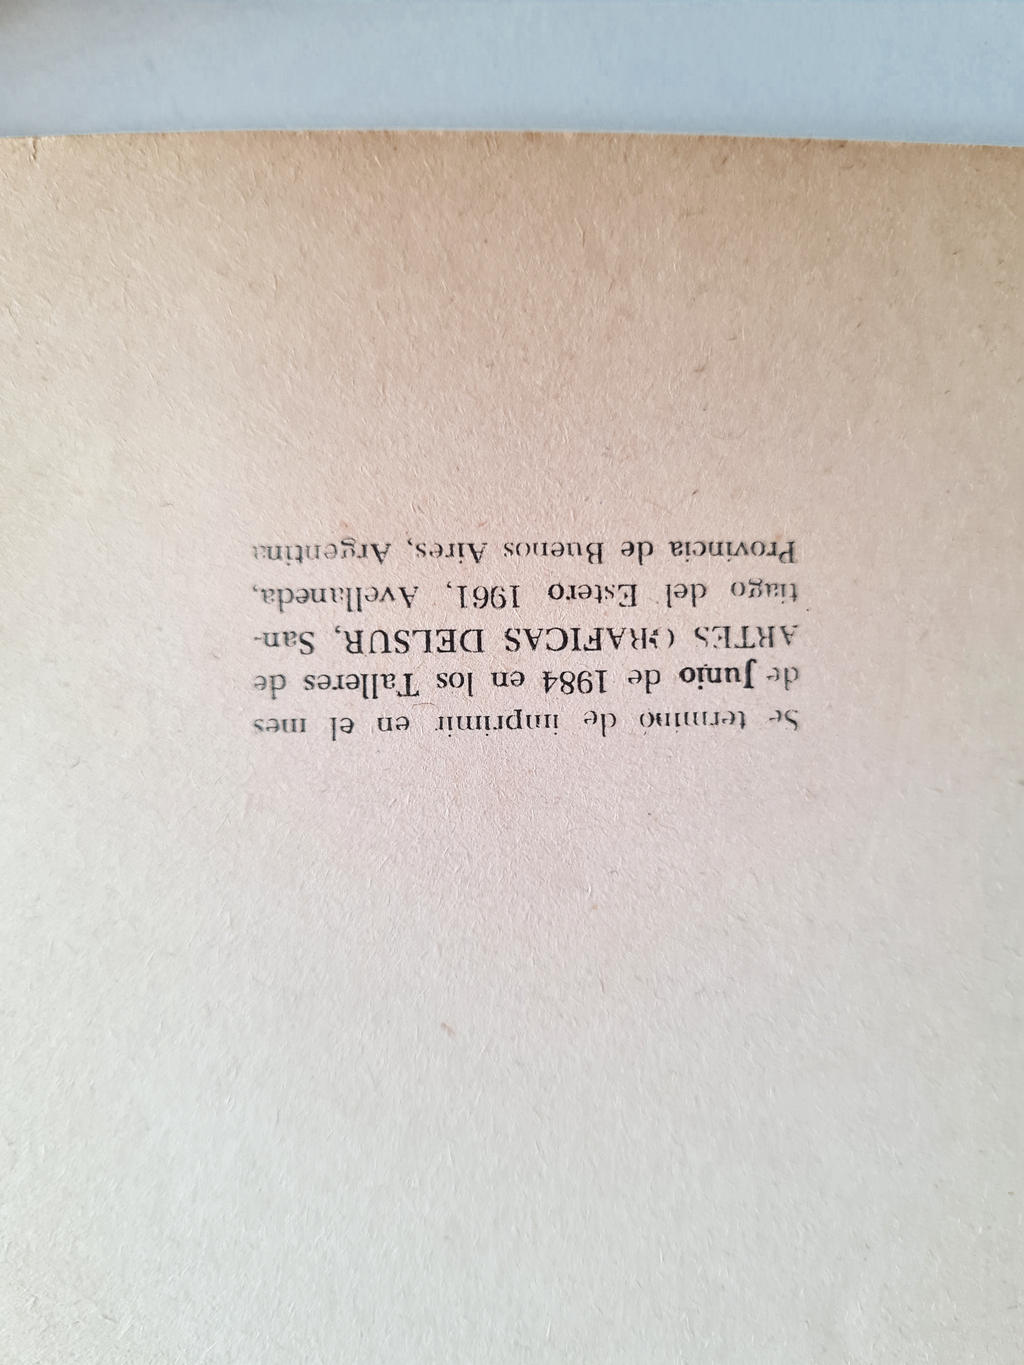 Se terminó de imprimir en el mes
de Junio de 1984 en los Talleres de
ARTES GRAFICAS DELSUR, San-
tiago del Estero 1961, Avellaneda,
Provincia de Buenos Aires, Argentina